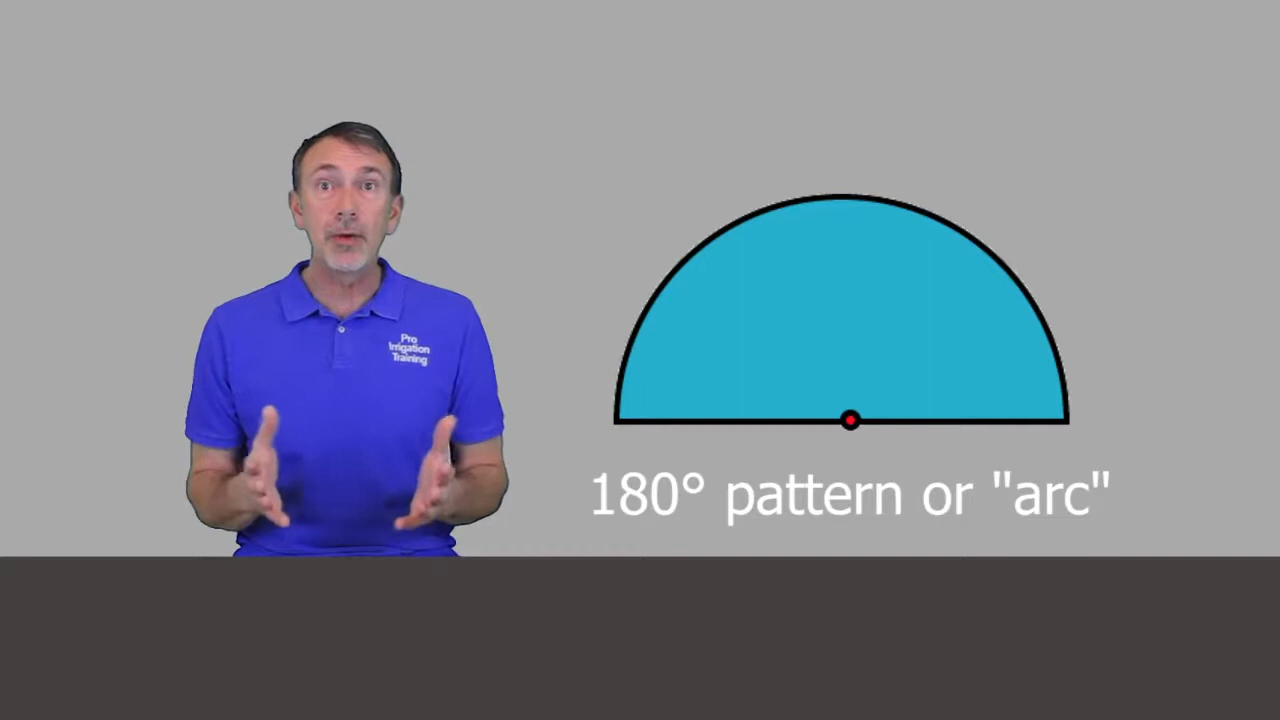 Pro
Irrigation
Training
180° pattern or "arc"